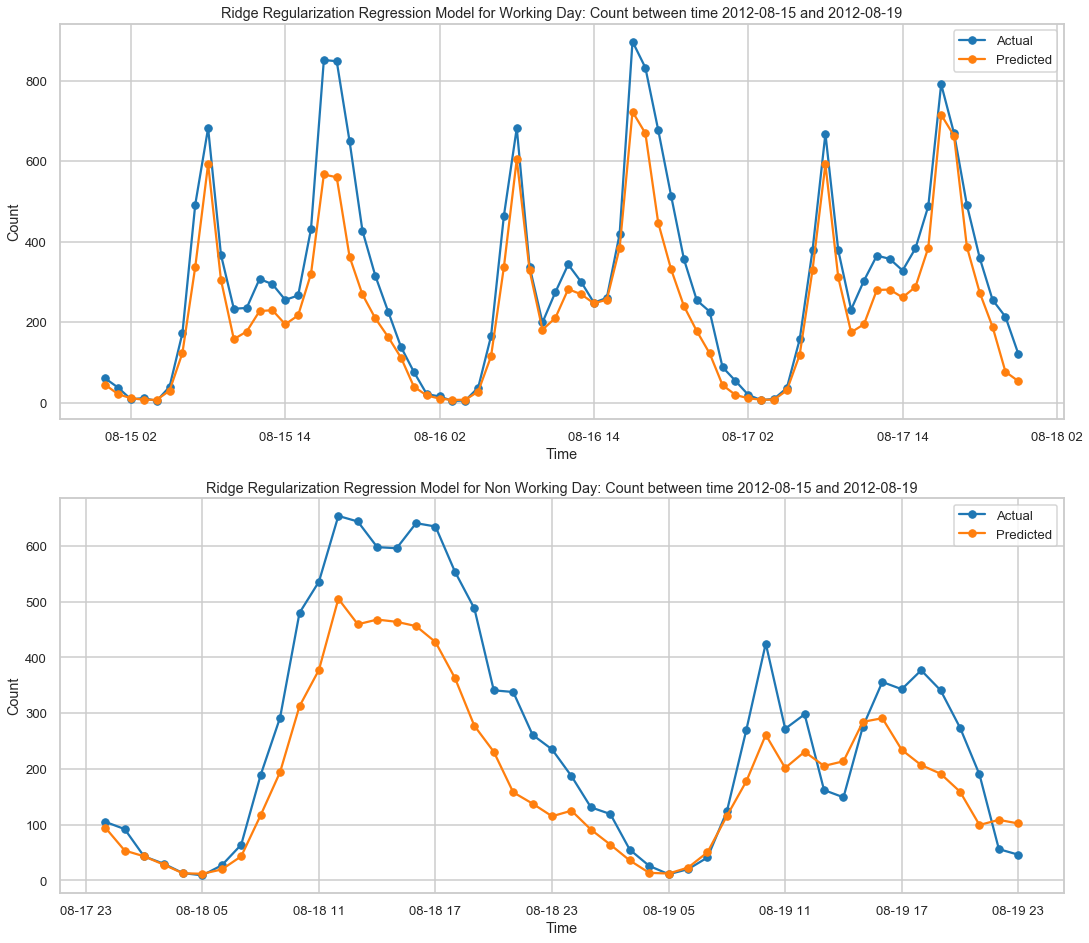 Ridge Regularization Regression Model for Working Day: Count between time 2012-08-15 and 2012-08-19
Actual
Predicted
800
600
400
200
0
Count
08-15 02 08-15 14 08-16 02 08-16 14 08-17 02 08-17 14 08-18 02
Time
Ridge Regularization Regression Model for Non Working Day: Count between time 2012-08-15 and 2012-08-19
Actual
Predicted
600
500
400
300
200
100
0
Count
08-17 23 08-18 05 08-18 11 08-18 17 08-18 23 08-19 05 08-19 11 08-19 17 08-19 23
Time